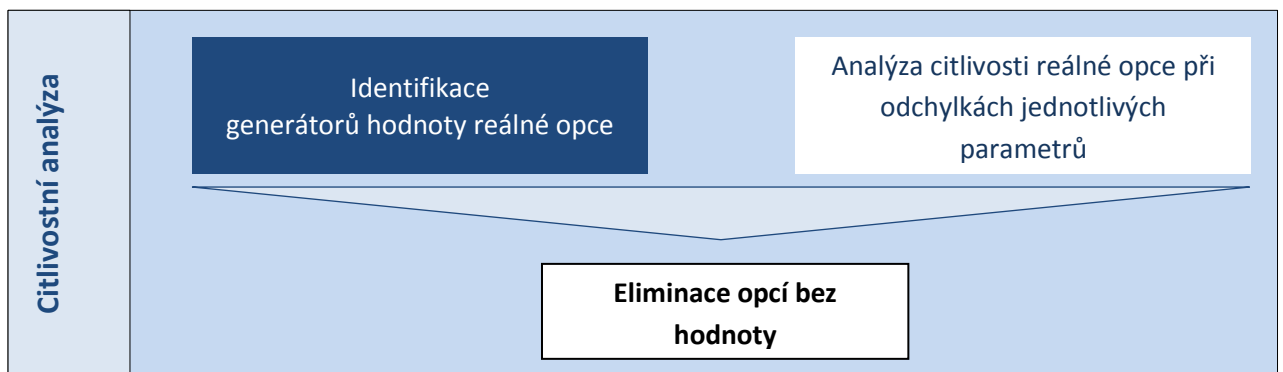 Citlivostní analýza
Identifikace
generátorů hodnoty reálné opce
Analýza citlivosti reálné opce při
odchylkách jednotlivých
parametrů
Eliminace opcí bez
hodnoty